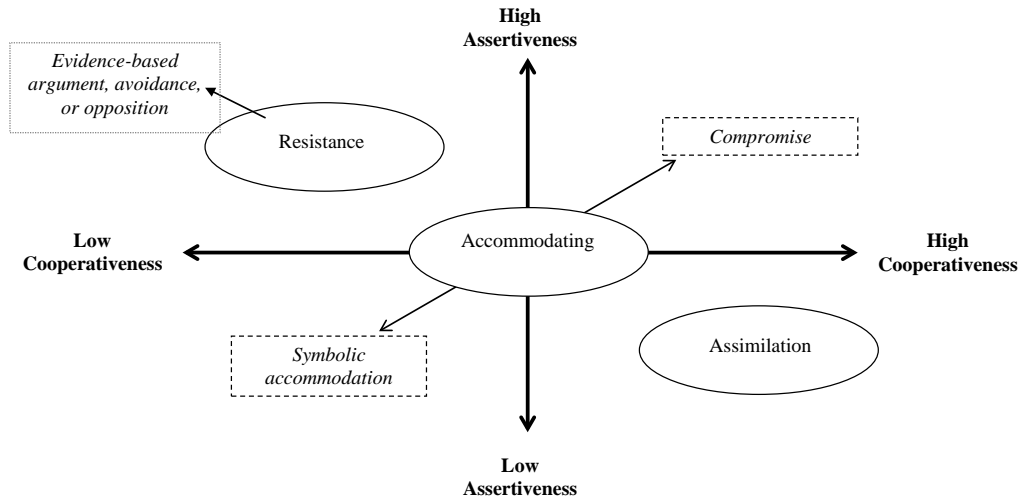 High
Assertiveness
Evidence-based
argument, avoidance,
or opposition
Resistance
Compromise
Accommodating
Low
Cooperativeness
High
Cooperativeness
Symbolic
accommodation
Assimilation
Low
Assertiveness